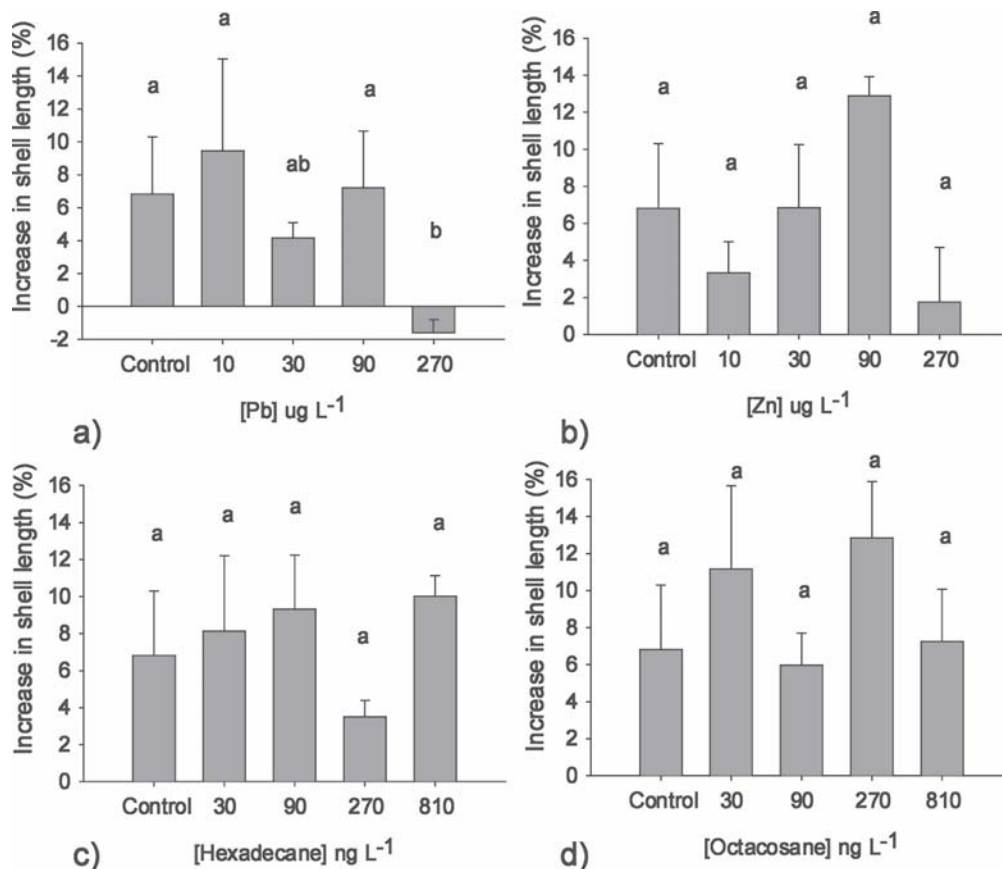 a a a
ab
b
Increase in shell length (%)
16
14
12
10
8
6
4
2
0
-2
Control 10 30 90 270
[Pb] ug L⁻¹
a)
a a a a a
Increase in shell length (%)
16
14
12
10
8
6
4
2
0
Control 10 30 90 270
[Zn] ug L⁻¹
b)
a a a a a
Increase in shell length (%)
16
14
12
10
8
6
4
2
0
Control 30 90 270 810
[Hexadecane] ng L⁻¹
c)
a a a a a
Increase in shell length (%)
16
14
12
10
8
6
4
2
0
Control 30 90 270 810
[Octacosane] ng L⁻¹
d)